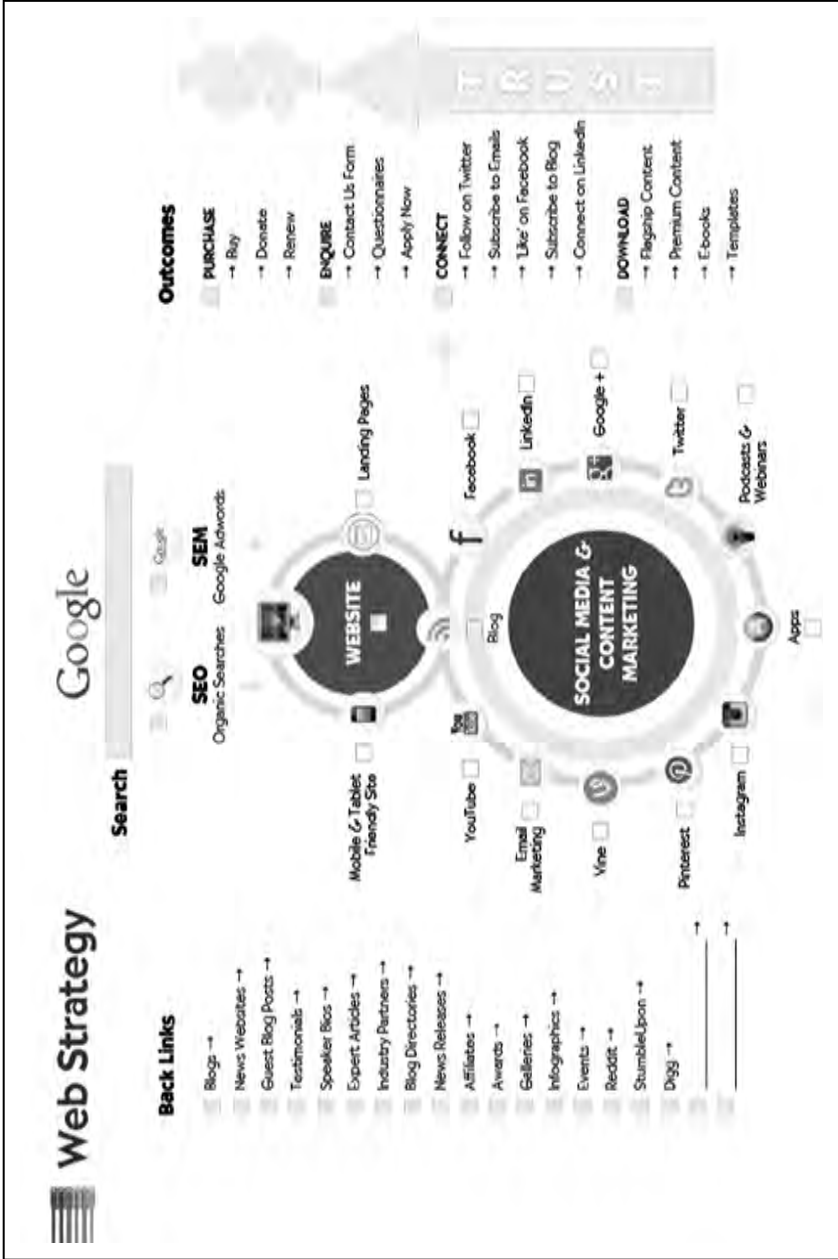 Web Strategy
Back Links
Blogs →
News Websites →
Guest Blog Posts →
Testimonials →
Speaker Bios →
Expert Articles →
Industry Partners →
Blog Directories →
News Releases →
Affiliates →
Awards →
Galleries →
Infographics →
Events →
Reddit →
StumbleUpon →
Digg →
→
→
Google
Search
Google
SEO
Organic Searches
SEM
Google Adwords
Mobile & Tablet
Friendly Site
WEBSITE
Landing Pages
You
YouTube
Blog
f
Facebook
Email
Marketing
in
LinkedIn
Vine
SOCIAL MEDIA &
CONTENT
MARKETING
g+
Google +
Pinterest
Twitter
Instagram
Podcasts &
Webinars
Apps
Outcomes
PURCHASE
→ Buy
→ Donate
→ Renew
ENQUIRE
→ Contact Us Form
→ Questionnaires
→ Apply Now
CONNECT
→ Follow on Twitter
→ Subscribe to Emails
→ 'Like' on Facebook
→ Subscribe to Blog
→ Connect on LinkedIn
DOWNLOAD
→ Flagship Content
→ Premium Content
→ E-books
→ Templates
TRUST